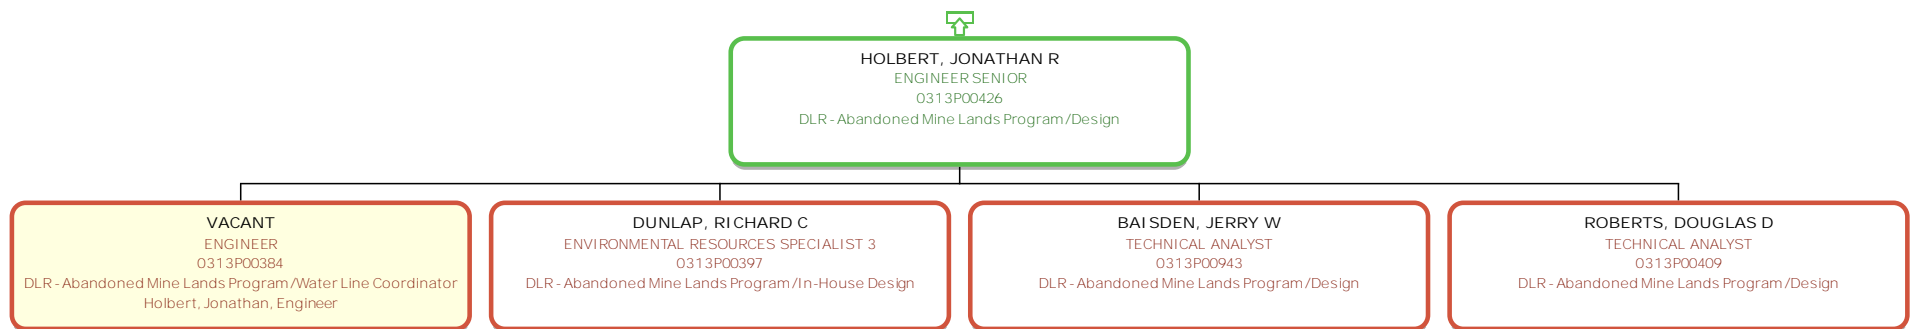 HOLBERT, JONATHAN R
ENGINEER SENIOR
0313P00426
DLR - Abandoned Mine Lands Program/Design
VACANT
ENGINEER
0313P00384
DLR - Abandoned Mine Lands Program/Water Line Coordinator
Holbert, Jonathan, Engineer
DUNLAP, RICHARD C
ENVIRONMENTAL RESOURCES SPECIALIST 3
0313P00397
DLR - Abandoned Mine Lands Program/In-House Design
BAISDEN, JERRY W
TECHNICAL ANALYST
0313P00943
DLR - Abandoned Mine Lands Program/Design
ROBERTS, DOUGLAS D
TECHNICAL ANALYST
0313P00409
DLR - Abandoned Mine Lands Program/Design